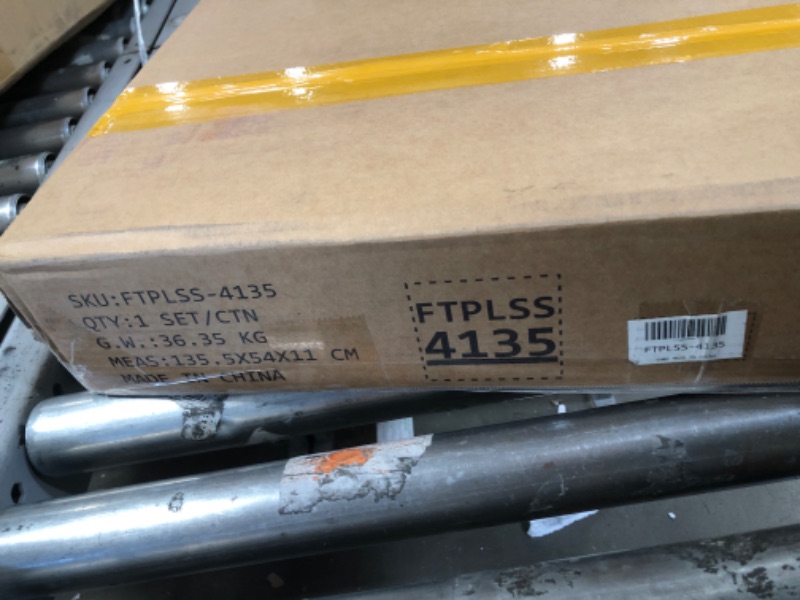 SKU:FTPLSS-4135
QTY:1 SET/CTN
G.W.:36.35 KG
MEAS:135.5X54X11 CM
MADE IN CHINA
FTPLSS
4135
FTPLSS-4135